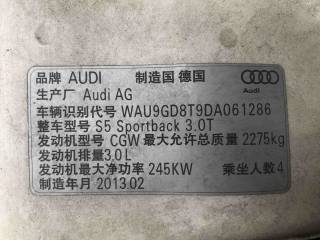 品牌 AUDI 制造国 德国
生产厂 Audi AG
车辆识别代号 WAU9GD8T9DA061286
整车型号 S5 Sportback 3.0T
发动机型号 CGW 最大允许总质量 2275kg
发动机排量3.0L
发动机最大净功率 245KW 乘坐人数4
制造年月 2013.02